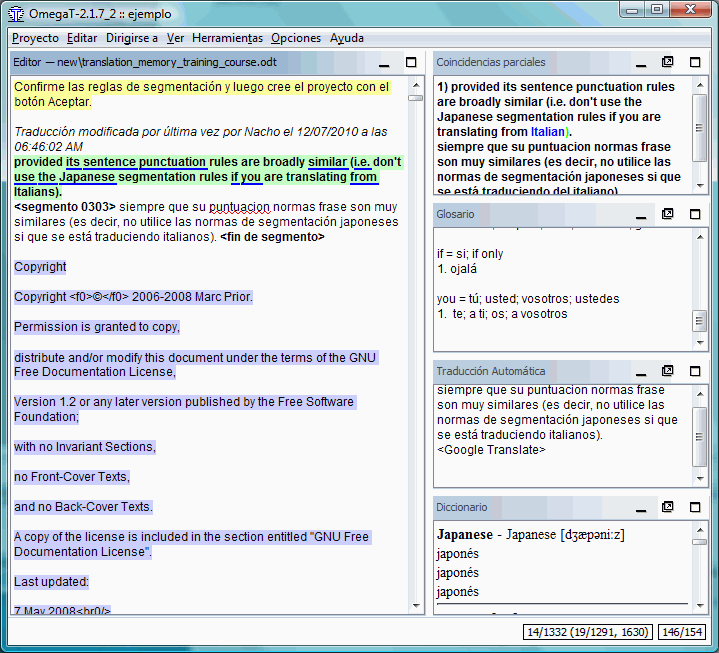 OmegaT-2.1.7_2 :: ejemplo
Proyecto Editar Dirigirse a Ver Herramientas Opciones Ayuda
Editor — new\translation_memory_training_course.odt
Confirme las reglas de segmentación y luego cree el proyecto con el
botón Aceptar.
Traducción modificada por última vez por Nacho el 12/07/2010 a las
06:46:02 AM
provided its sentence punctuation rules are broadly similar (i.e. don't
use the Japanese segmentation rules if you are translating from
Italians).
<segmento 0303> siempre que su puntuacion normas frase son muy
similares (es decir, no utilice las normas de segmentación japoneses
si que se está traduciendo italianos). <fin de segmento>
Copyright
Copyright <f0>©</f0> 2006-2008 Marc Prior.
Permission is granted to copy,
distribute and/or modify this document under the terms of the GNU
Free Documentation License,
Version 1.2 or any later version published by the Free Software
Foundation;
with no Invariant Sections,
no Front-Cover Texts,
and no Back-Cover Texts.
A copy of the license is included in the section entitled "GNU Free
Documentation License".
Last updated:
7 May 2008<br0/>
Coincidencias parciales
1) provided its sentence punctuation rules
are broadly similar (i.e. don't use the
Japanese segmentation rules if you are
translating from Italian).
siempre que su puntuacion normas frase
son muy similares (es decir, no utilice las
normas de segmentación japoneses si que
se está traduciendo del italiano)
Glosario
if = si; if only
1. ojalá
you = tú; usted; vosotros; ustedes
1. te; a ti; os; a vosotros
Traducción Automática
siempre que su puntuacion normas frase
son muy similares (es decir, no utilice las
normas de segmentación japoneses si que
se está traduciendo italianos).
<Google Translate>
Diccionario
Japanese - Japanese [dʒæpəni:z]
japonés
japonés
japonés
14/1332 (19/1291, 1630) 146/154